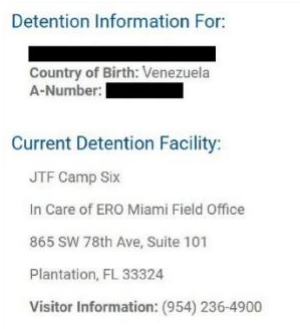 Detention Information For:
Country of Birth: Venezuela
A-Number:
Current Detention Facility:
JTF Camp Six
In Care of ERO Miami Field Office
865 SW 78th Ave, Suite 101
Plantation, FL 33324
Visitor Information: (954) 236-4900